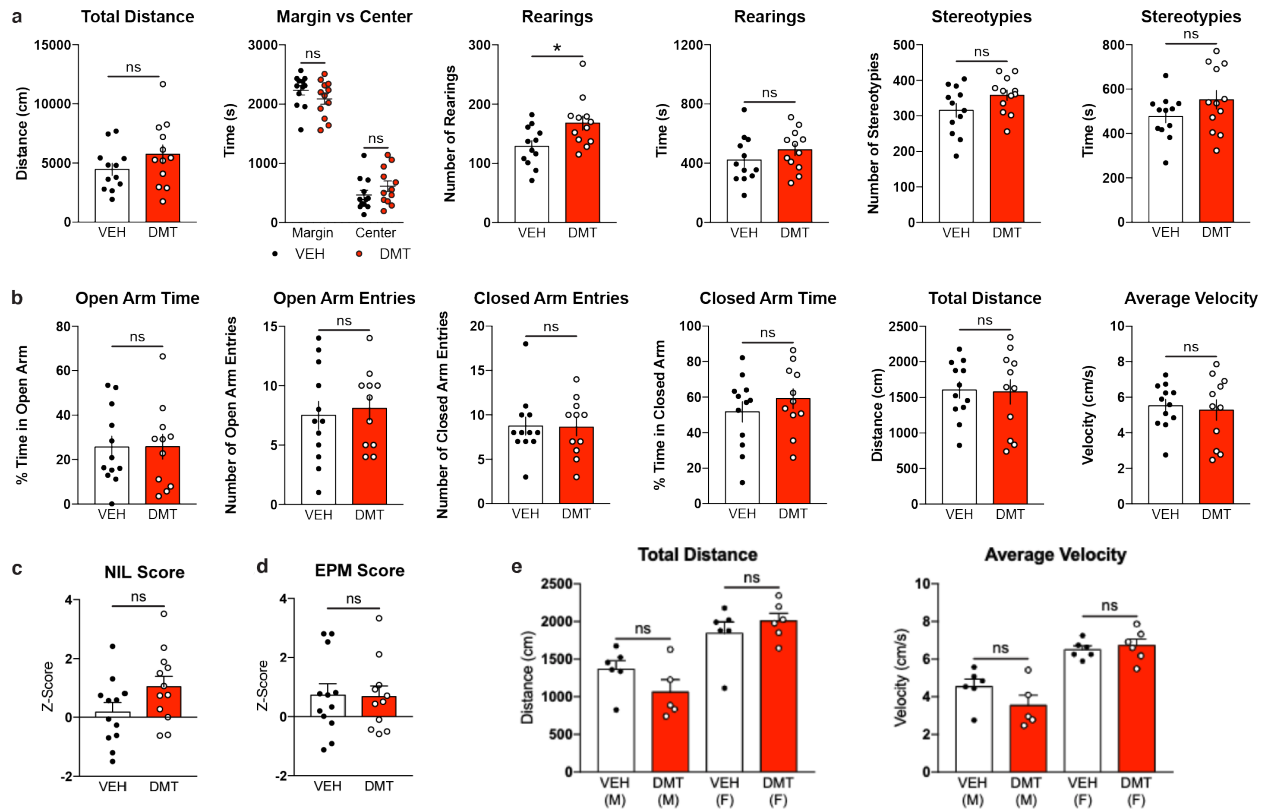 a
Total Distance
Margin vs Center
Rearings
Rearings
Stereotypies
Stereotypies
Distance (cm)
15000
10000
5000
0
ns
VEH DMT
Time (s)
3000
2000
1000
0
ns
ns
Margin Center
VEH DMT
Number of Rearings
300
200
100
0
*
VEH DMT
Time (s)
1200
800
400
0
ns
VEH DMT
Number of Stereotypies
500
400
300
200
100
0
ns
VEH DMT
Time (s)
800
600
400
200
0
ns
VEH DMT
b
Open Arm Time
Open Arm Entries
Closed Arm Entries
Closed Arm Time
Total Distance
Average Velocity
% Time in Open Arm
80
60
40
20
0
ns
VEH DMT
Number of Open Arm Entries
15
10
5
0
ns
VEH DMT
Number of Closed Arm Entries
20
15
10
5
0
ns
VEH DMT
% Time in Closed Arm
100
80
60
40
20
0
ns
VEH DMT
Distance (cm)
2500
2000
1500
1000
500
0
ns
VEH DMT
Velocity (cm/s)
10
8
6
4
2
0
ns
VEH DMT
c
NIL Score
Z-Score
4
2
0
-2
ns
VEH DMT
d
EPM Score
Z-Score
4
2
0
-2
ns
VEH DMT
e
Total Distance
Distance (cm)
2500
2000
1500
1000
500
0
ns
ns
VEH DMT VEH DMT
(M) (M) (F) (F)
Average Velocity
Velocity (cm/s)
10
8
6
4
2
0
ns
ns
VEH DMT VEH DMT
(M) (M) (F) (F)